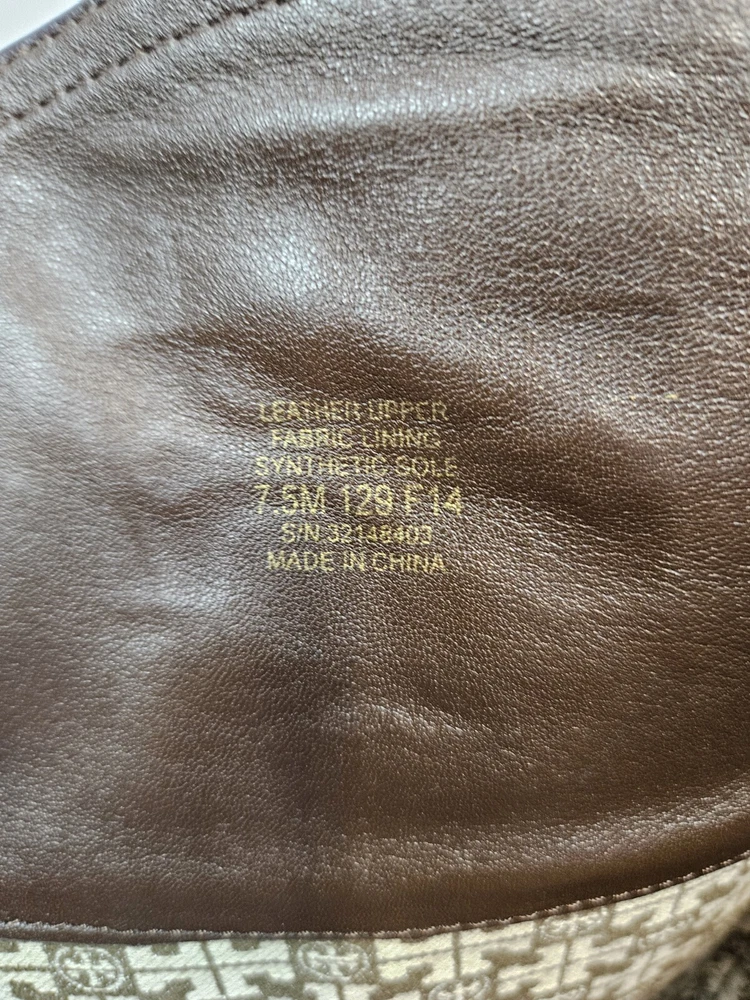 LEATHER UPPER
FABRIC LINING
SYNTHETIC SOLE
7.5M 129 F14
S/N 32148403
MADE IN CHINA